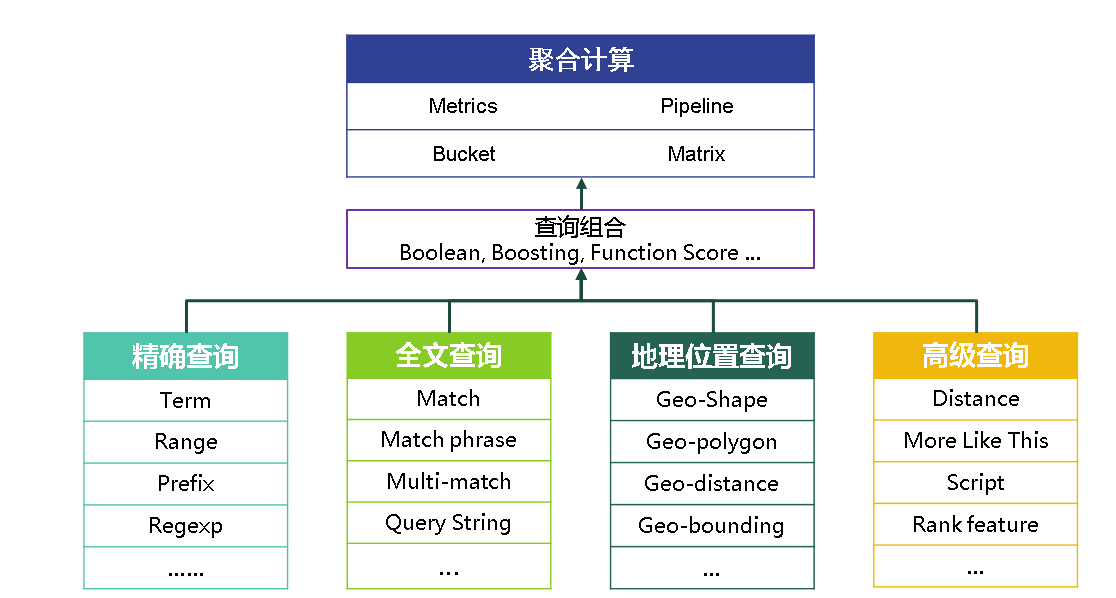 聚合计算
Metrics Pipeline
Bucket Matrix
查询组合
Boolean, Boosting, Function Score ...
精确查询
Term
Range
Prefix
Regexp
……
全文查询
Match
Match phrase
Multi-match
Query String
...
地理位置查询
Geo-Shape
Geo-polygon
Geo-distance
Geo-bounding
...
高级查询
Distance
More Like This
Script
Rank feature
...